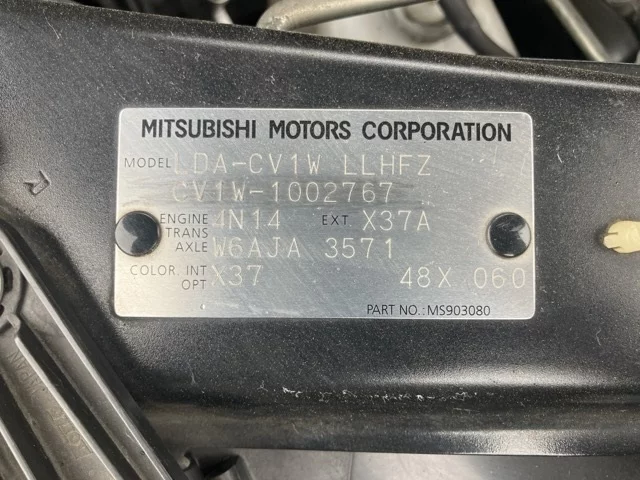 MITSUBISHI MOTORS CORPORATION
MODEL LDA-CV1W LLHFZ
CV1W-1002767
ENGINE 4N14 EXT. X37A
TRANS AXLE W6AJA 3571
COLOR. INT OPT X37 48X 060
PART NO.: MS903080
JAPAN